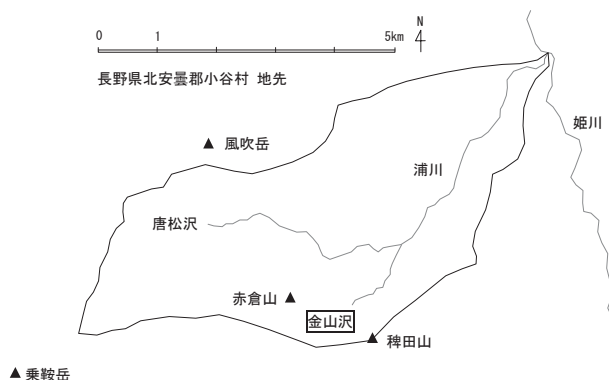 N
0 1 5km
長野県北安曇郡小谷村 地先
姫川
風吹岳
浦川
唐松沢
赤倉山
金山沢
稗田山
乗鞍岳